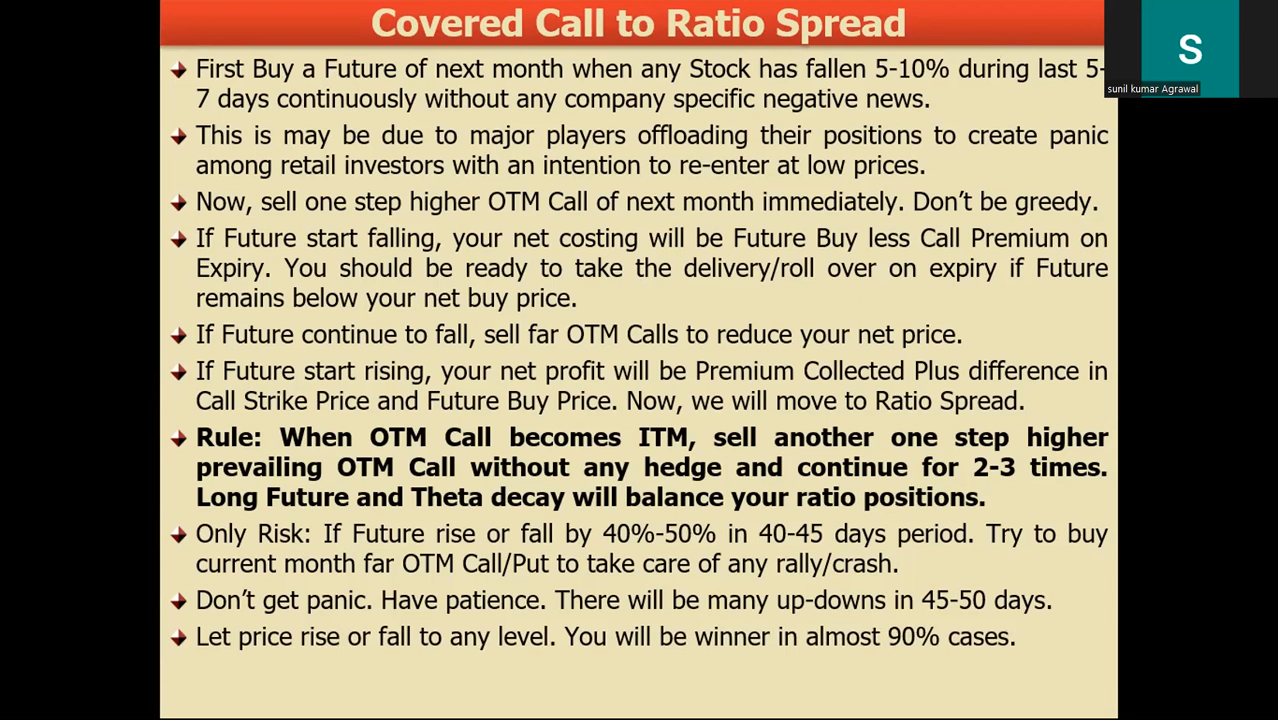 Covered Call to Ratio Spread
S
sunil kumar Agrawal
First Buy a Future of next month when any Stock has fallen 5-10% during last 5-
7 days continuously without any company specific negative news.
This is may be due to major players offloading their positions to create panic
among retail investors with an intention to re-enter at low prices.
Now, sell one step higher OTM Call of next month immediately. Don't be greedy.
If Future start falling, your net costing will be Future Buy less Call Premium on
Expiry. You should be ready to take the delivery/roll over on expiry if Future
remains below your net buy price.
If Future continue to fall, sell far OTM Calls to reduce your net price.
If Future start rising, your net profit will be Premium Collected Plus difference in
Call Strike Price and Future Buy Price. Now, we will move to Ratio Spread.
Rule: When OTM Call becomes ITM, sell another one step higher
prevailing OTM Call without any hedge and continue for 2-3 times.
Long Future and Theta decay will balance your ratio positions.
Only Risk: If Future rise or fall by 40%-50% in 40-45 days period. Try to buy
current month far OTM Call/Put to take care of any rally/crash.
Don't get panic. Have patience. There will be many up-downs in 45-50 days.
Let price rise or fall to any level. You will be winner in almost 90% cases.